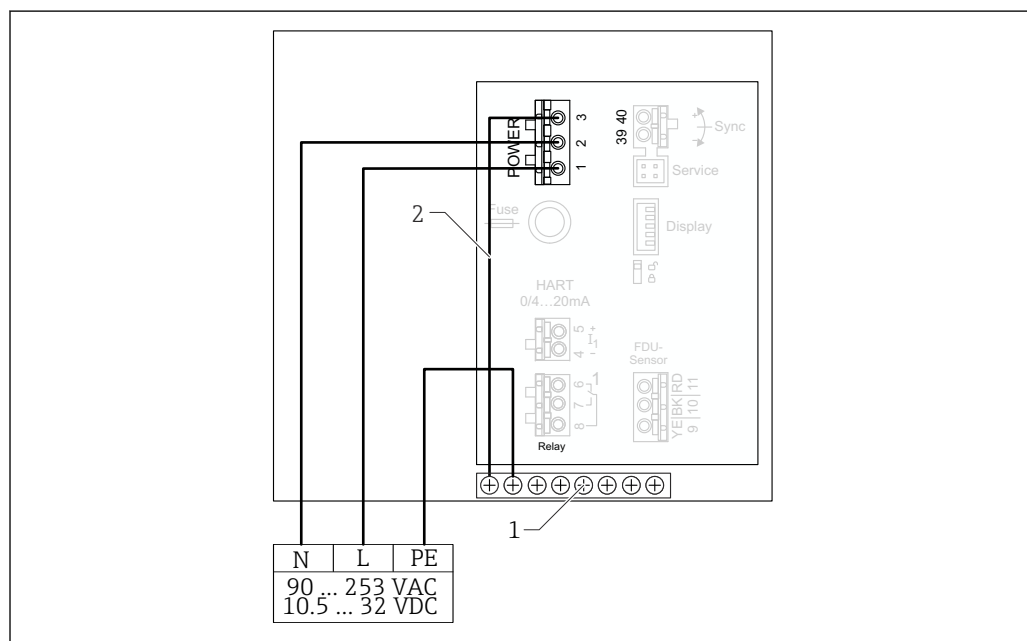 POWER
3
2
1
39 40
+
-
Sync
Service
Fuse
Display
2
HART
0/4...20mA
5 +
I1
4 -
FDU-
Sensor
6
7
8
1
YE|BK|RD
9 |10| 11
Relay
1
N L PE
90 ... 253 VAC
10.5 ... 32 VDC